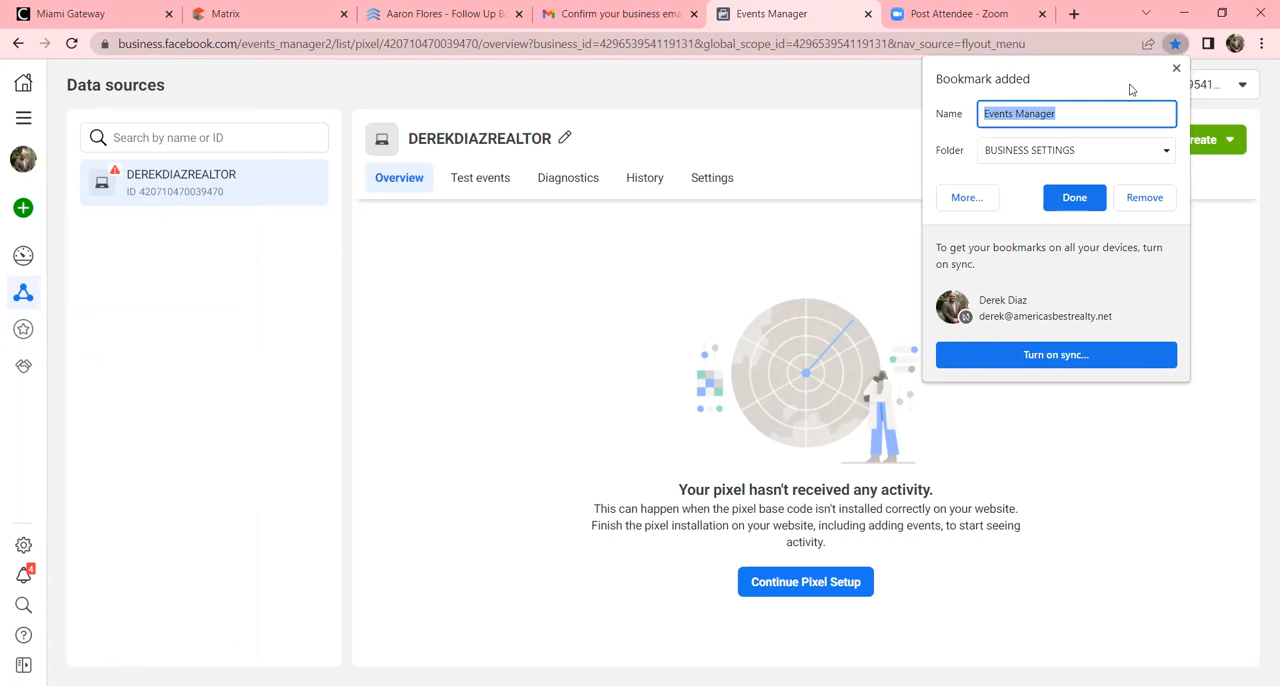 Miami Gateway
Matrix
Aaron Flores - Follow Up B
Confirm your business ema
Events Manager
Post Attendee - Zoom
business.facebook.com/events_manager2/list/pixel/420710470039470/overview?business_id=429653954119131&global_scope_id=429653954119131&nav_source=flyout_menu
Data sources
9541...
Bookmark added
Name
Events Manager
Folder
BUSINESS SETTINGS
More...
Done
Remove
To get your bookmarks on all your devices, turn
on sync.
Derek Diaz
derek@americasbestrealty.net
Turn on sync...
reate
Search by name or ID
DEREKDIAZREALTOR
ID 420710470039470
DEREKDIAZREALTOR
Overview
Test events
Diagnostics
History
Settings
Your pixel hasn't received any activity.
This can happen when the pixel base code isn't installed correctly on your website.
Finish the pixel installation on your website, including adding events, to start seeing
activity.
Continue Pixel Setup
4